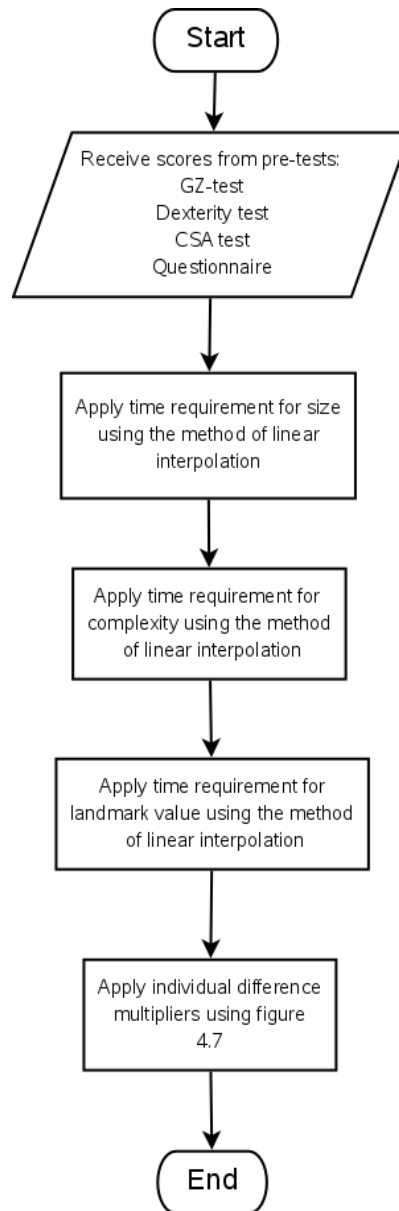 Start
Receive scores from pre-tests:
GZ-test
Dexterity test
CSA test
Questionnaire
Apply time requirement for size
using the method of linear
interpolation
Apply time requirement for
complexity using the method
of linear interpolation
Apply time requirement for
landmark value using the method
of linear interpolation
Apply individual difference
multipliers using figure
4.7
End